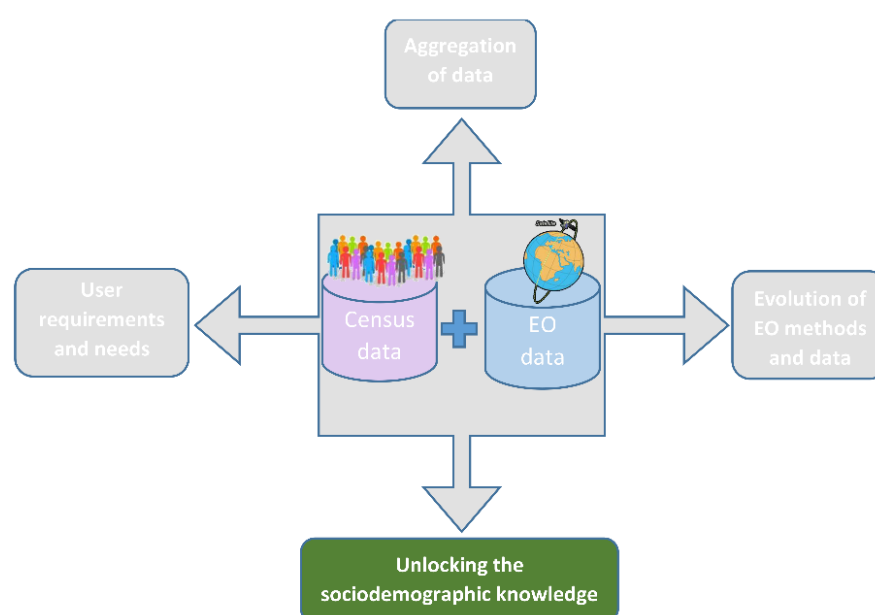 Aggregation
of data
Satellite
User
requirements
and needs
Census
data
EO
data
Evolution of
EO methods
and data
Unlocking the
sociodemographic knowledge